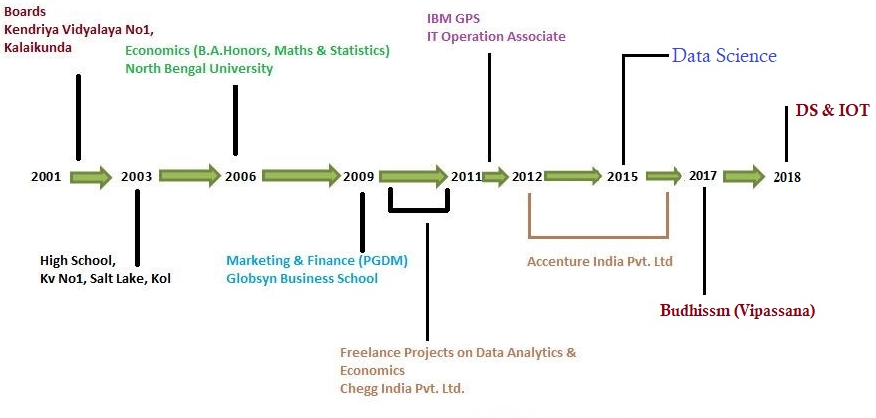 Boards
Kendriya Vidyalaya No1,
Kalaikunda
Economics (B.A.Honors, Maths & Statistics)
North Bengal University
IBM GPS
IT Operation Associate
Data Science
DS & IOT
2001 2003 2006 2009 2011 2012 2015 2017 2018
High School,
Kv No1, Salt Lake, Kol
Marketing & Finance (PGDM)
Globsyn Business School
Accenture India Pvt. Ltd
Budhissm (Vipassana)
Freelance Projects on Data Analytics &
Economics
Chegg India Pvt. Ltd.